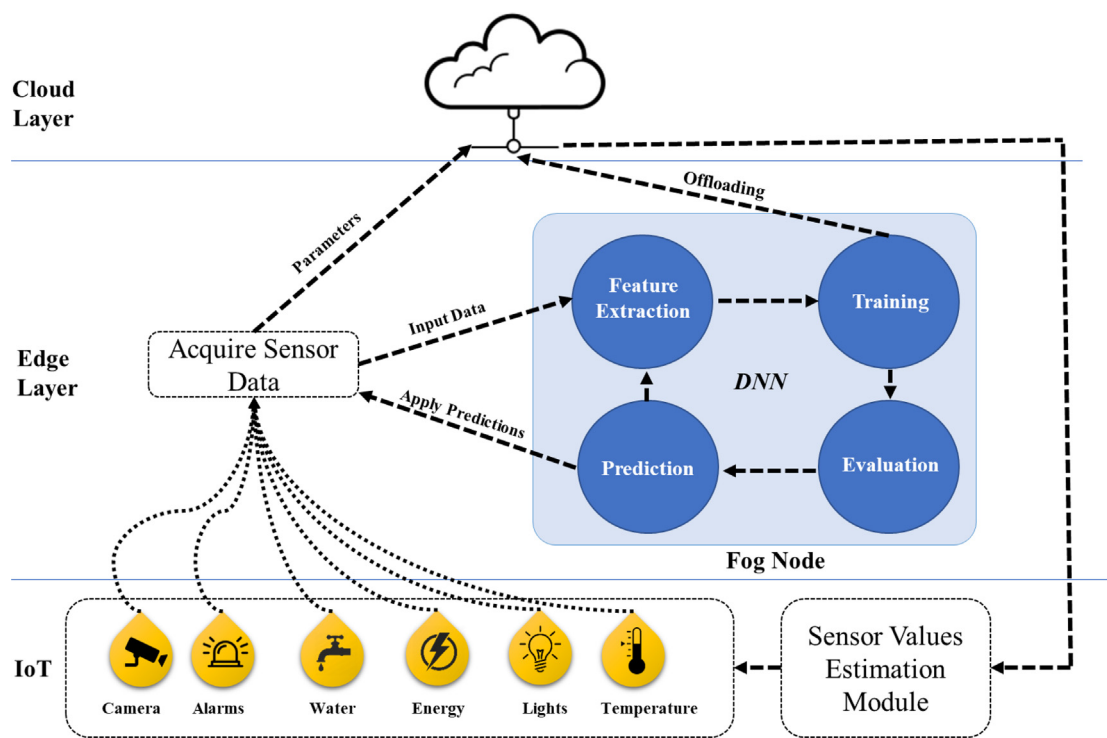 Cloud
Layer
Offloading
Parameters
Feature
Extraction
Training
Input Data
Acquire Sensor
Data
Edge
Layer
DNN
Apply Predictions
Prediction
Evaluation
Fog Node
IoT
Camera
Alarms
Water
Energy
Lights
Temperature
Sensor Values
Estimation
Module